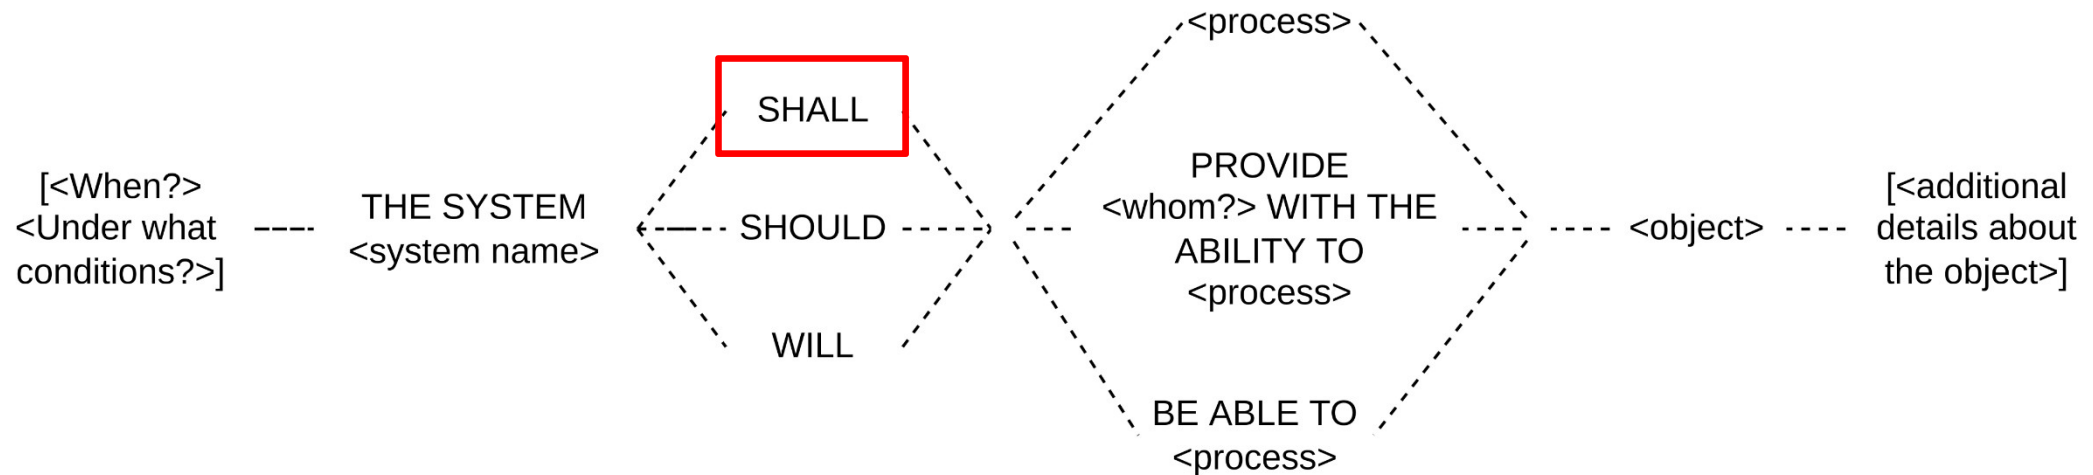 [<When?>
<Under what
conditions?>]
THE SYSTEM
<system name>
SHALL
SHOULD
WILL
<process>
PROVIDE
<whom?> WITH THE
ABILITY TO
<process>
BE ABLE TO
<process>
<object>
[<additional
details about
the object>]